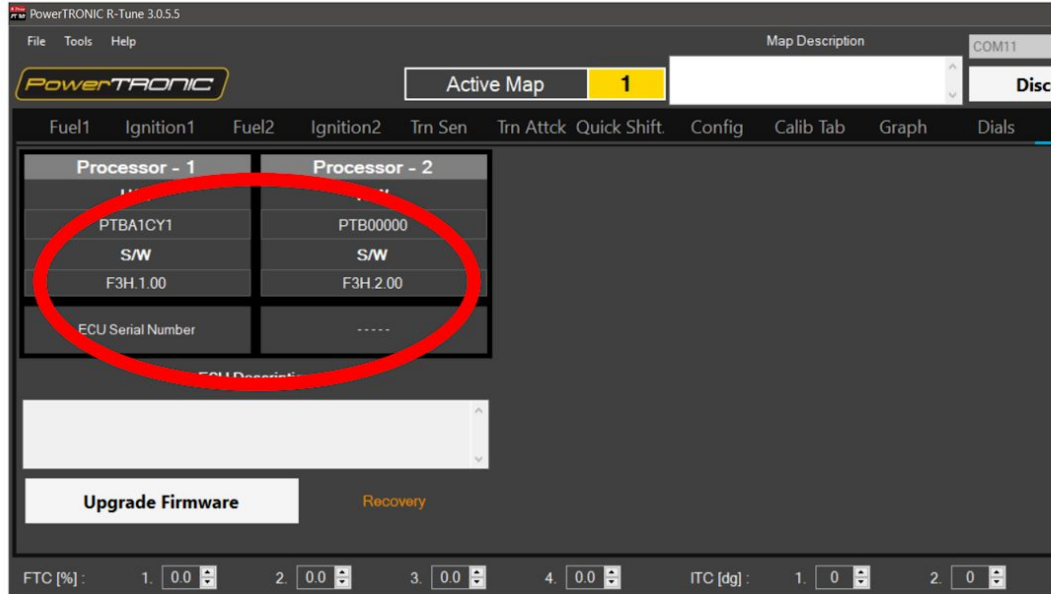 PowerTRONIC R-Tune 3.0.5.5
File Tools Help
Map Description
COM11
PowerTRONIC
Active Map 1
Disc
Fuel1 Ignition1 Fuel2 Ignition2 Trn Sen Trn Attck Quick Shift. Config Calib Tab Graph Dials
Processor - 1 Processor - 2
PTBA1CY1 PTB00000
S/W S/W
F3H.1.00 F3H.2.00
ECU Serial Number -----
Upgrade Firmware Recovery
FTC [%] : 1. 0.0 2. 0.0 3. 0.0 4. 0.0 ITC [dg] : 1. 0 2. 0